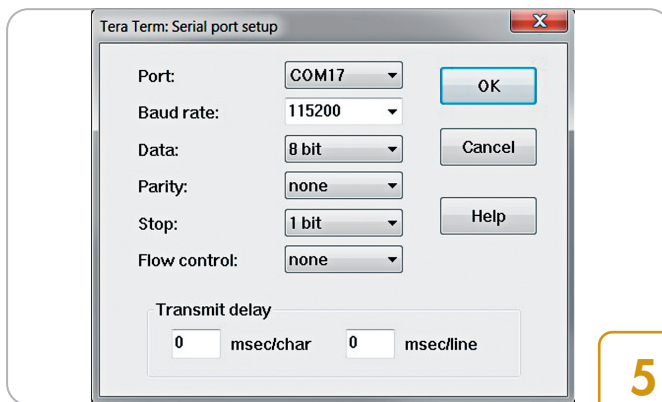 Tera Term: Serial port setup
Port: COM17 OK
Baud rate: 115200
Data: 8 bit Cancel
Parity: none
Stop: 1 bit Help
Flow control: none
Transmit delay
0 msec/char 0 msec/line
5